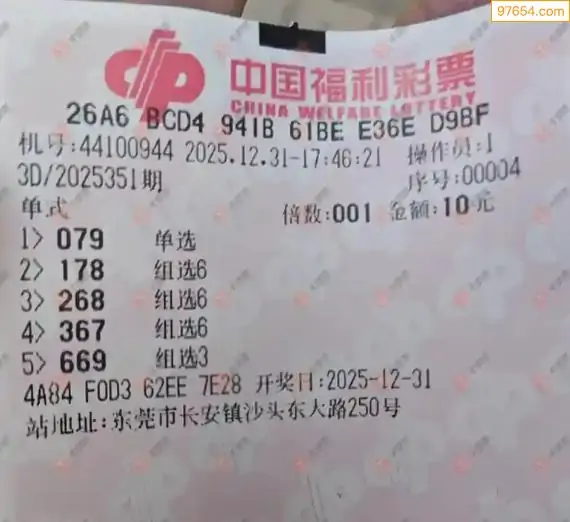 97654.com
中国福利彩票
CHINA WELFARE LOTTERY
26A6 BCD4 941B 61BE E36E D9BF
机号:44100944 2025.12.31-17:46:21 操作员:1
3D/2025351期 序号:00004
单式 倍数:001 金额:10元
1> 079 单选
2> 178 组选6
3> 268 组选6
4> 367 组选6
5> 669 组选3
4A84 F0D3 62EE 7E28 开奖日:2025-12-31
站地址:东莞市长安镇沙头东大路250号